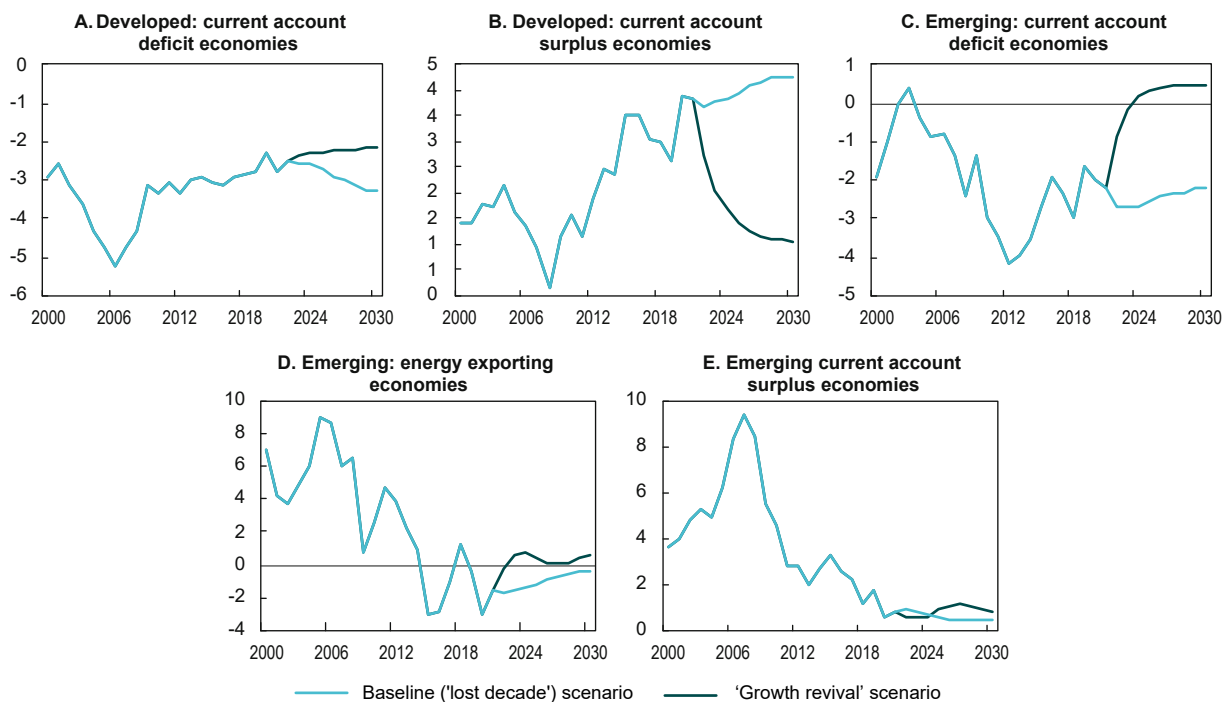 A. Developed: current account
deficit economies
0
-1
-2
-3
-4
-5
-6
2000 2006 2012 2018 2024 2030
B. Developed: current account
surplus economies
5
4
4
3
3
2
2
1
1
0
0
2000 2006 2012 2018 2024 2030
C. Emerging: current account
deficit economies
1
0
-1
-2
-3
-4
-5
2000 2006 2012 2018 2024 2030
D. Emerging: energy exporting
economies
10
8
6
4
2
0
-2
-4
2000 2006 2012 2018 2024 2030
E. Emerging current account
surplus economies
10
8
6
4
2
0
2000 2006 2012 2018 2024 2030
Baseline ('lost decade') scenario
‘Growth revival’ scenario